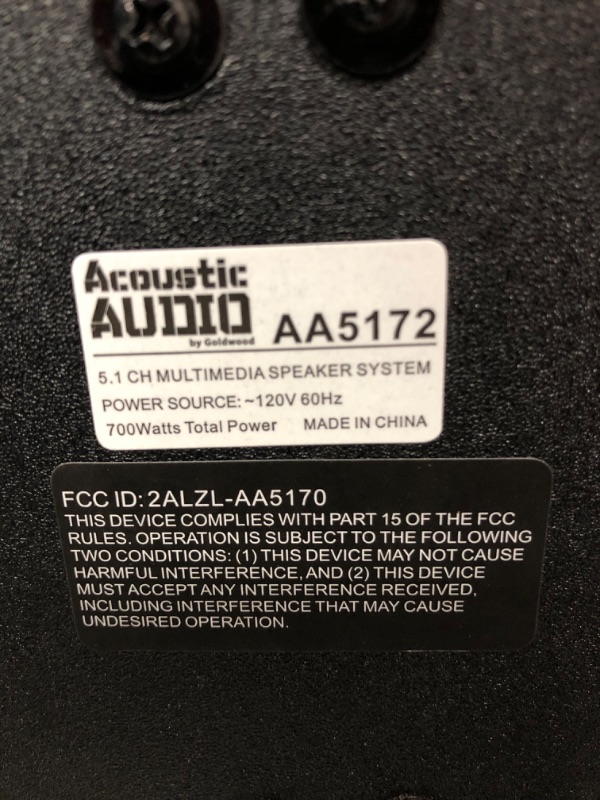 Acoustic
AUDIO
by Goldwood
AA5172
5.1 CH MULTIMEDIA SPEAKER SYSTEM
POWER SOURCE: ~120V 60Hz
700Watts Total Power MADE IN CHINA
FCC ID: 2ALZL-AA5170
THIS DEVICE COMPLIES WITH PART 15 OF THE FCC
RULES. OPERATION IS SUBJECT TO THE FOLLOWING
TWO CONDITIONS: (1) THIS DEVICE MAY NOT CAUSE
HARMFUL INTERFERENCE, AND (2) THIS DEVICE
MUST ACCEPT ANY INTERFERENCE RECEIVED,
INCLUDING INTERFERENCE THAT MAY CAUSE
UNDESIRED OPERATION.